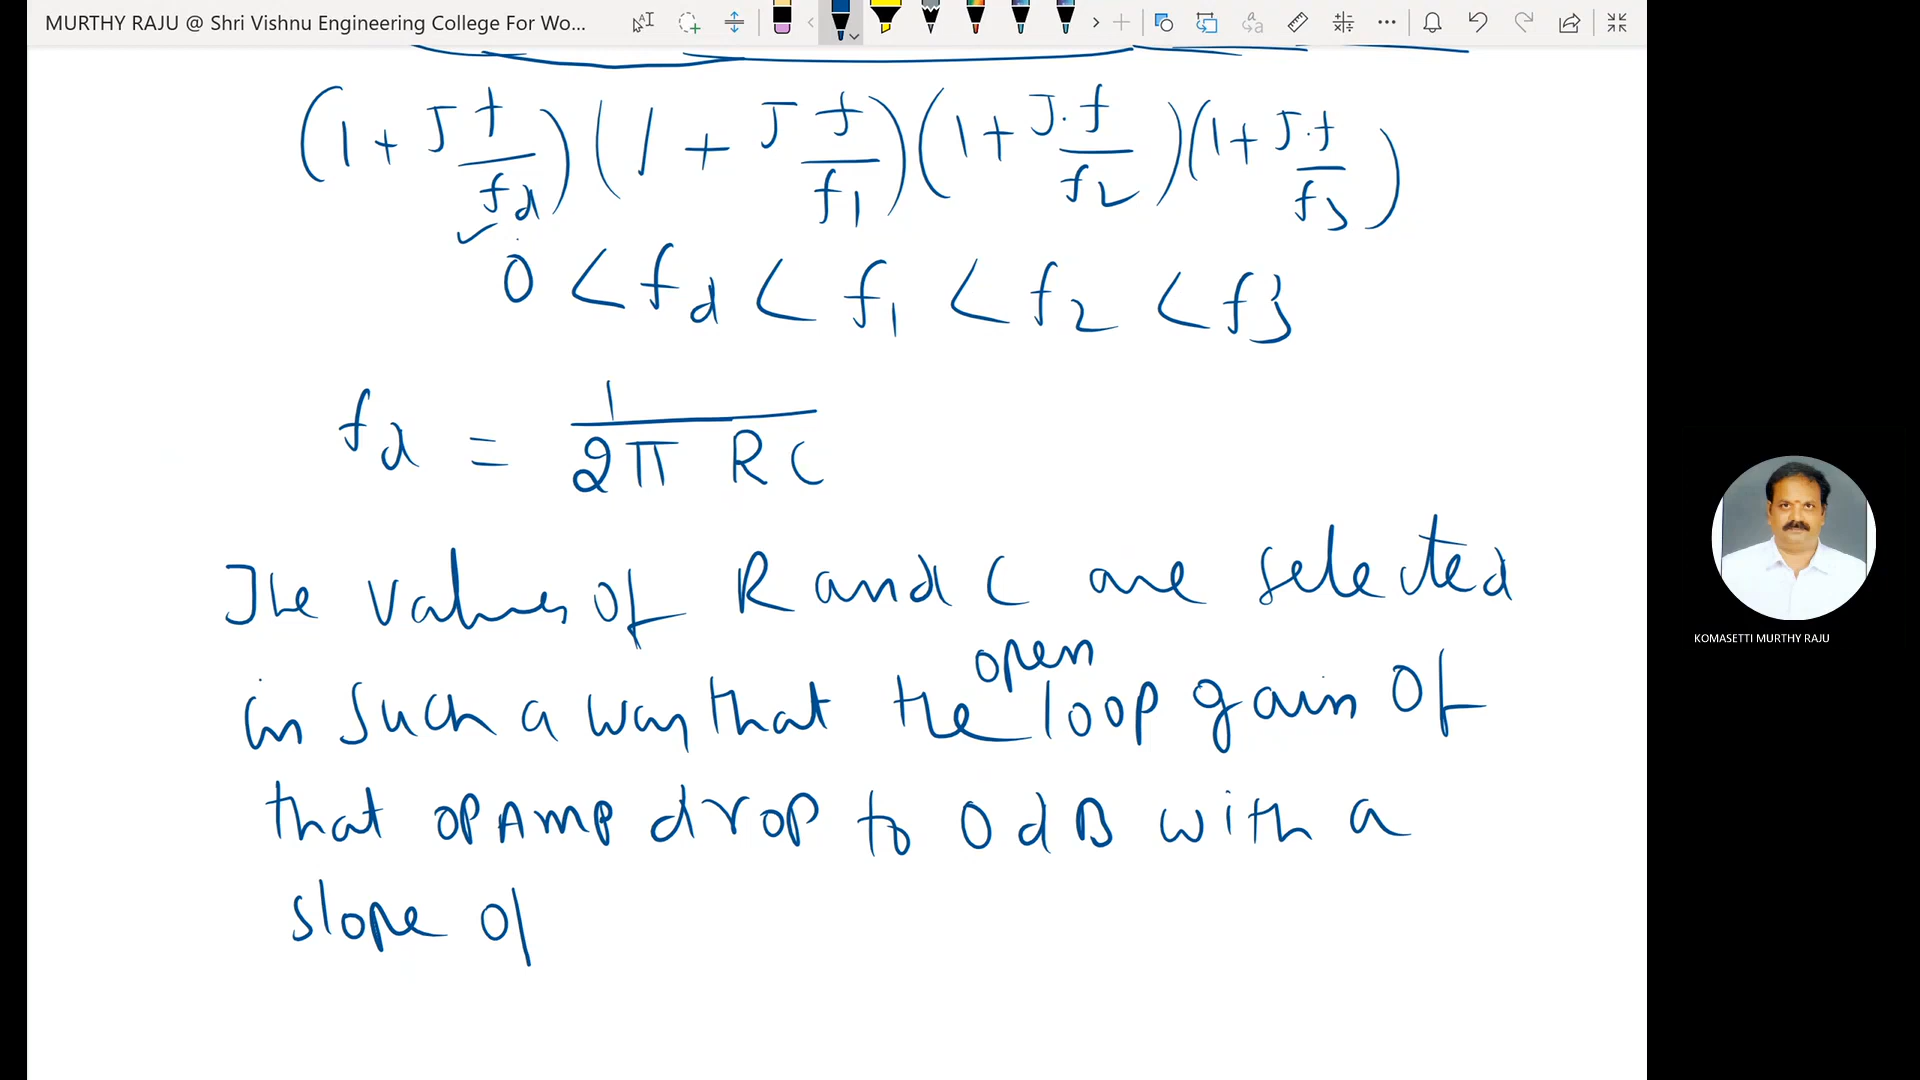 MURTHY RAJU @ Shri Vishnu Engineering College For Wo...
(1 + J f/fd) (1 + J f/f1) (1 + J.f/f2) (1 + J.f/f3)
0 < fd < f1 < f2 < f3
fd = 1/2π RC
The values of R and C are selected
in such a way that the open loop gain of
that OPAMP drop to 0 dB with a
slope of
KOMASETTI MURTHY RAJU